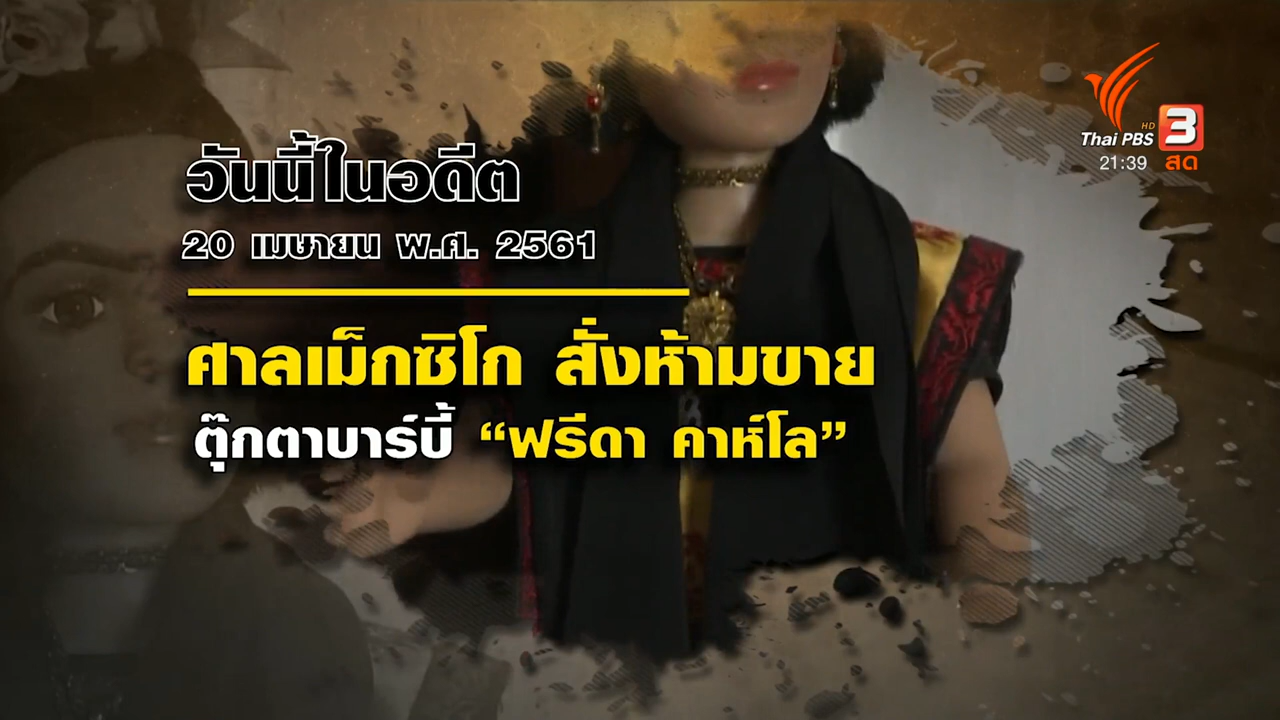 วันนี้ในอดีต
20 เมษายน พ.ศ. 2561
ศาลเม็กซิโก สั่งห้ามขาย
ตุ๊กตาบาร์บี้ “ฟรีดา คาห์โล”
HD
Thai PBS 3
21:39 สด